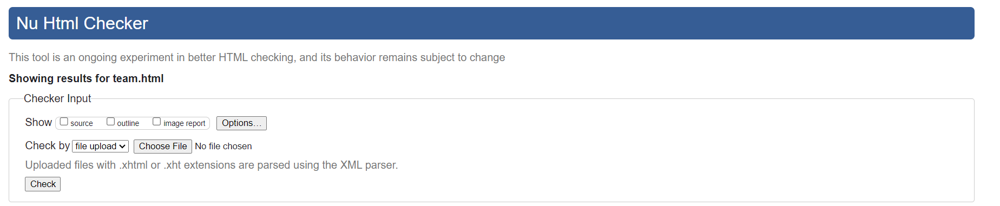 Nu Html Checker
This tool is an ongoing experiment in better HTML checking, and its behavior remains subject to change
Showing results for team.html
Checker Input
Show source outline image report Options...
Check by file upload Choose File No file chosen
Uploaded files with .xhtml or .xht extensions are parsed using the XML parser.
Check